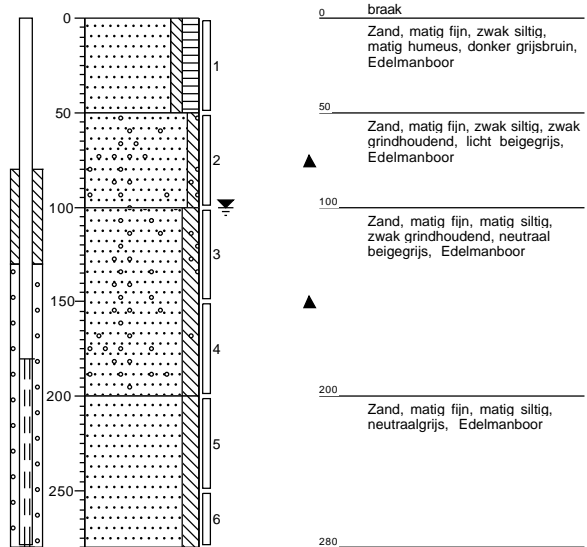 braak
0
Zand, matig fijn, zwak siltig,
matig humeus, donker grijsbruin,
Edelmanboor
50
Zand, matig fijn, zwak siltig, zwak
grindhoudend, licht beigegrijs,
Edelmanboor
100
Zand, matig fijn, matig siltig,
zwak grindhoudend, neutraal
beigegrijs, Edelmanboor
200
Zand, matig fijn, matig siltig,
neutraalgrijs, Edelmanboor
280
0
50
100
150
200
250
1
2
3
4
5
6